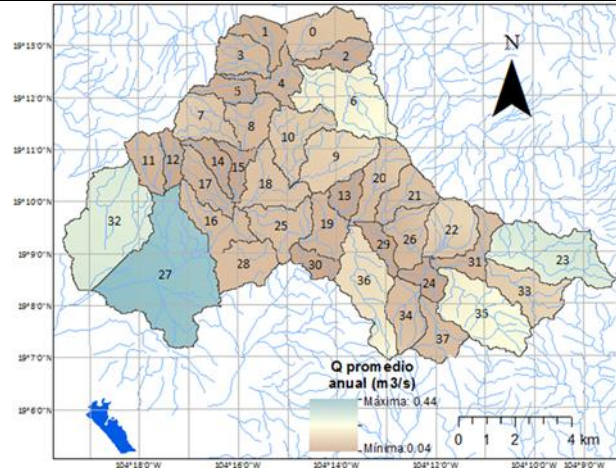 19°13'0"N
19°12'0"N
19°11'0"N
19°10'0"N
19°9'0"N
19°8'0"N
19°7'0"N
19°6'0"N
N
1 0
3 2
5 4
6
7 8 10
9
11 12 14 15
17 18 13 20
21
32 16 25 19
29 26 22
31 23
27 28 30
36 24
33
34 35
37
Q promedio
anual (m3/s)
Máxima: 0.44
Mínima:0.04
0 1 2 4 km
104°18'0"W 104°16'0"W 104°14'0"W 104°12'0"W 104°10'0"W 104°9'0"W